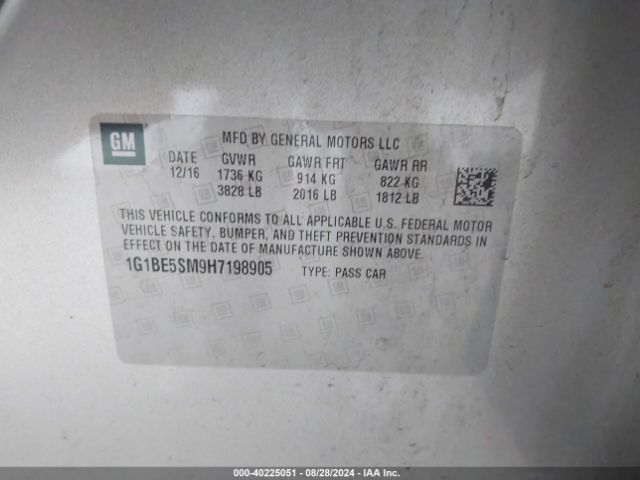 GM
MFD BY GENERAL MOTORS LLC
DATE GVWR GAWR FRT GAWR RR
12/16 1736 KG 914 KG 822 KG
3828 LB 2016 LB 1812 LB
THIS VEHICLE CONFORMS TO ALL APPLICABLE U.S. FEDERAL MOTOR
VEHICLE SAFETY, BUMPER, AND THEFT PREVENTION STANDARDS IN
EFFECT ON THE DATE OF MANUFACTURE SHOWN ABOVE.
1G1BE5SM9H7198905 TYPE: PASS CAR
000-40225051 - 08/28/2024 - IAA Inc.